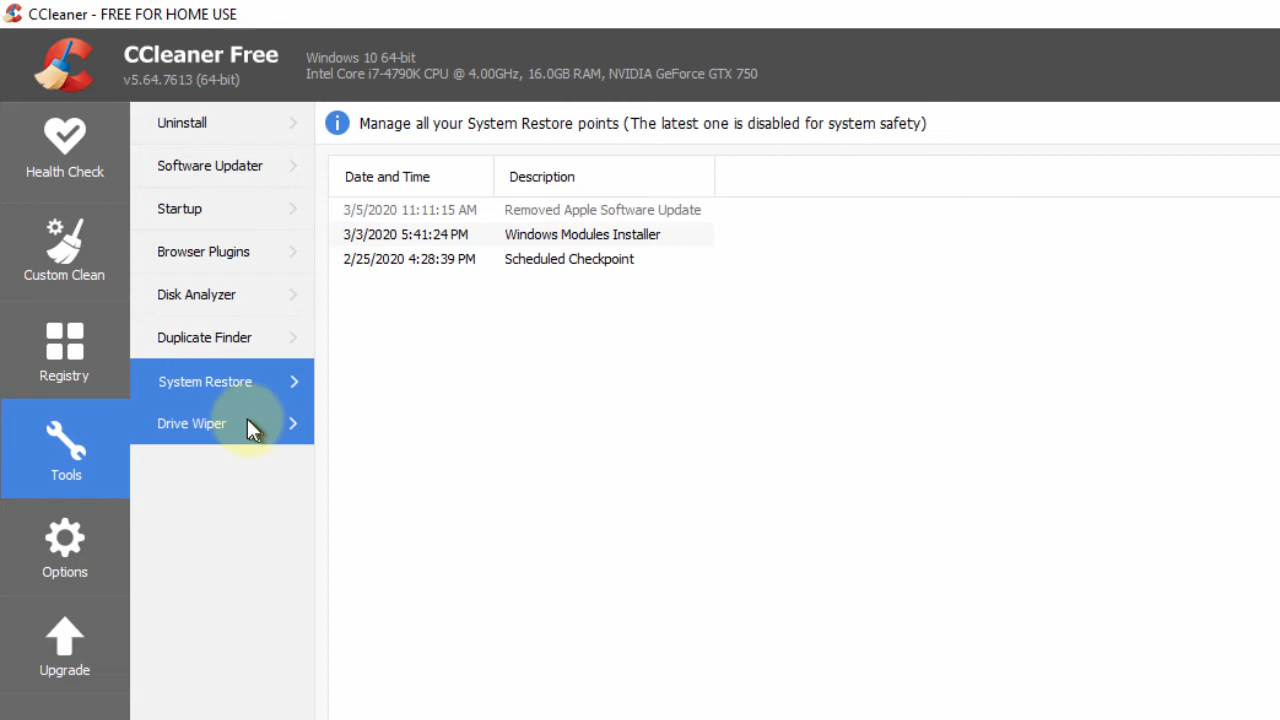 CCleaner - FREE FOR HOME USE
CCleaner Free
v5.64.7613 (64-bit)
Windows 10 64-bit
Intel Core i7-4790K CPU @ 4.00GHz, 16.0GB RAM, NVIDIA GeForce GTX 750
Health Check
Custom Clean
Registry
Tools
Options
Upgrade
Uninstall
Software Updater
Startup
Browser Plugins
Disk Analyzer
Duplicate Finder
System Restore
Drive Wiper
Manage all your System Restore points (The latest one is disabled for system safety)
Date and Time Description
3/5/2020 11:11:15 AM Removed Apple Software Update
3/3/2020 5:41:24 PM Windows Modules Installer
2/25/2020 4:28:39 PM Scheduled Checkpoint